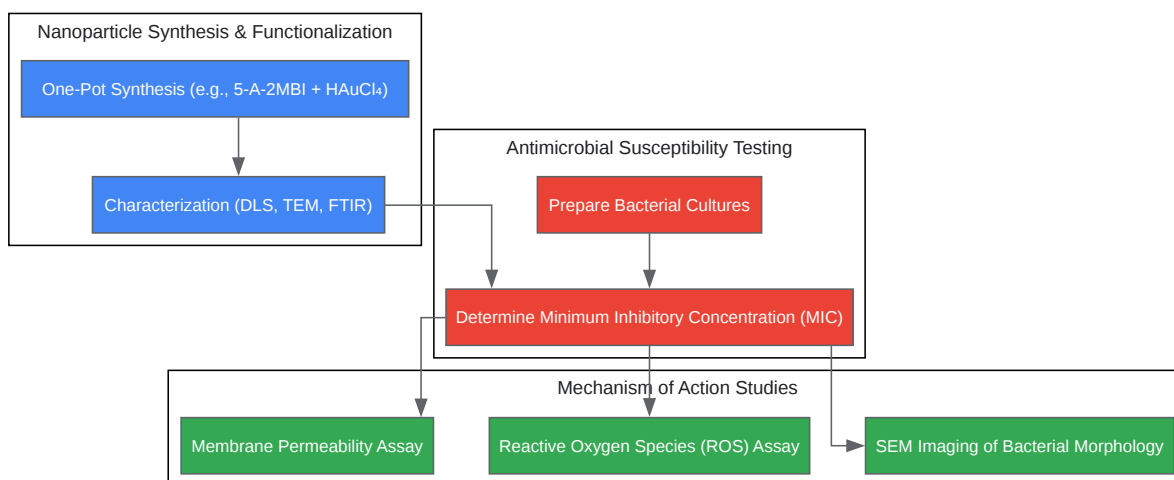 Nanoparticle Synthesis & Functionalization
One-Pot Synthesis (e.g., 5-A-2MBI + HAuCl₄)
Characterization (DLS, TEM, FTIR)
Antimicrobial Susceptibility Testing
Prepare Bacterial Cultures
Determine Minimum Inhibitory Concentration (MIC)
Mechanism of Action Studies
Membrane Permeability Assay
Reactive Oxygen Species (ROS) Assay
SEM Imaging of Bacterial Morphology